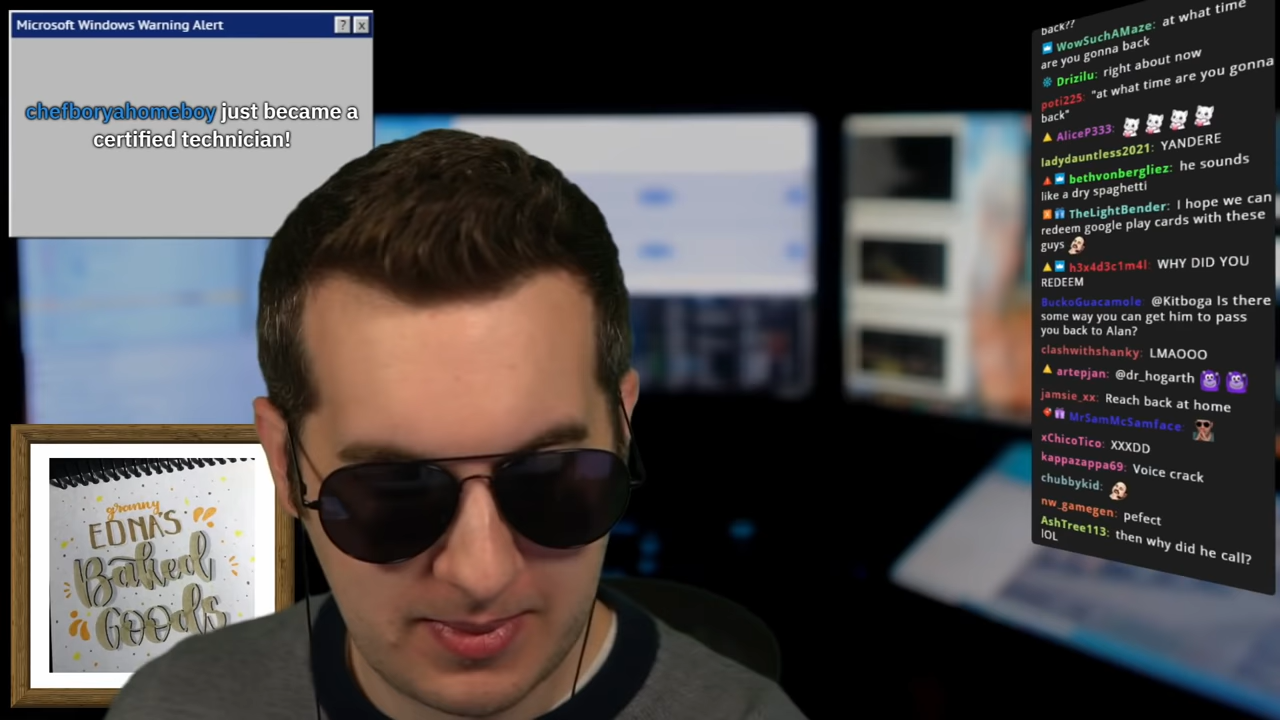 Microsoft Windows Warning Alert
? x
chefboryahomeboy just became a
certified technician!
granny
EDNA'S
Baked
Goods
back??
WowSuchAMaze: at what time
are you gonna back
Drizilu: right about now
poti225: "at what time are you gonna
back"
AliceP333:
ladydauntless2021: YANDERE
bethvonbergliez: he sounds
like a dry spaghetti
TheLightBender: I hope we can
redeem google play cards with these
guys
h3x4d3c1m4l: WHY DID YOU
REDEEM
BuckoGuacamole: @Kitboga Is there
some way you can get him to pass
you back to Alan?
clashwithshanky: LMAOOO
artepjan: @dr_hogarth
jamsie_xx: Reach back at home
MrSamMcSamface:
xChicoTico: XXXDD
kappazappa69: Voice crack
chubbykid:
nw_gamegen: pefect
AshTree113: then why did he call?
lOL